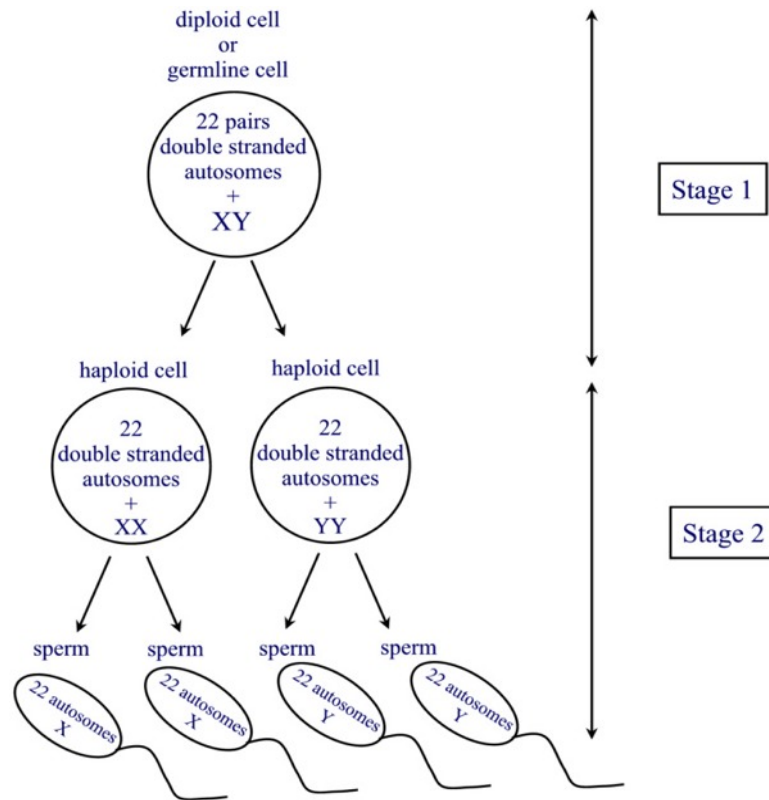 diploid cell
or
germline cell
22 pairs
double stranded
autosomes
+
XY
Stage 1
haploid cell
haploid cell
22
double stranded
autosomes
+
XX
22
double stranded
autosomes
+
YY
Stage 2
sperm
sperm
sperm
sperm
22 autosomes
X
22 autosomes
X
22 autosomes
Y
22 autosomes
Y